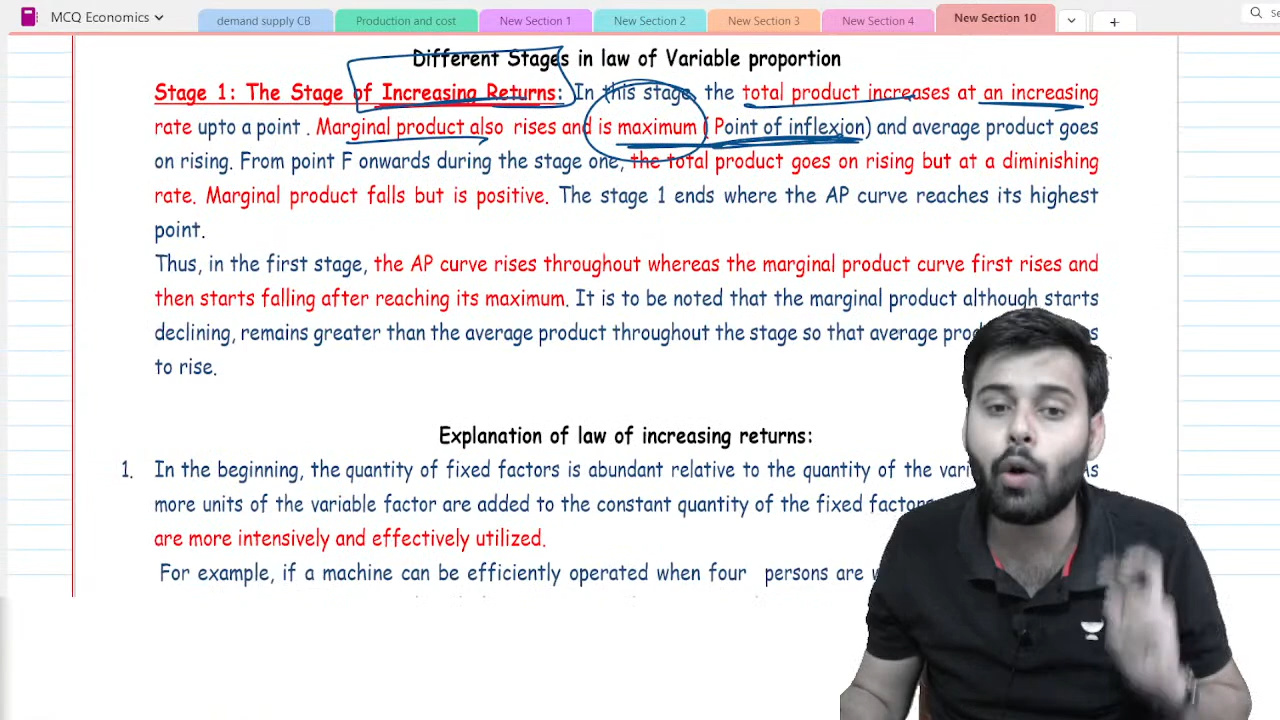 MCQ Economics
demand supply CB
Production and cost
New Section 1
New Section 2
New Section 3
New Section 4
New Section 10
Different Stages in law of Variable proportion
Stage 1: The Stage of Increasing Returns: In this stage, the total product increases at an increasing
rate upto a point . Marginal product also rises and is maximum ( Point of inflexion) and average product goes
on rising. From point F onwards during the stage one, the total product goes on rising but at a diminishing
rate. Marginal product falls but is positive. The stage 1 ends where the AP curve reaches its highest
point.
Thus, in the first stage, the AP curve rises throughout whereas the marginal product curve first rises and
then starts falling after reaching its maximum. It is to be noted that the marginal product although starts
declining, remains greater than the average product throughout the stage so that average
to rise.
Explanation of law of increasing returns:
1. In the beginning, the quantity of fixed factors is abundant relative to the quantity of the
more units of the variable factor are added to the constant quantity of the fixed
are more intensively and effectively utilized.
For example, if a machine can be efficiently operated when four persons are